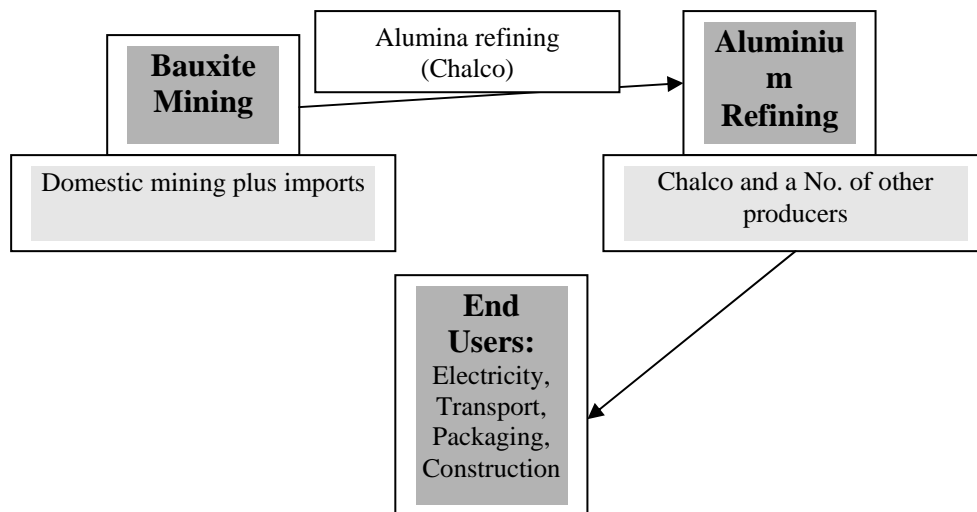 Bauxite
Mining
Domestic mining plus imports
Alumina refining
(Chalco)
Aluminiu
m
Refining
Chalco and a No. of other
producers
End
Users:
Electricity,
Transport,
Packaging,
Construction